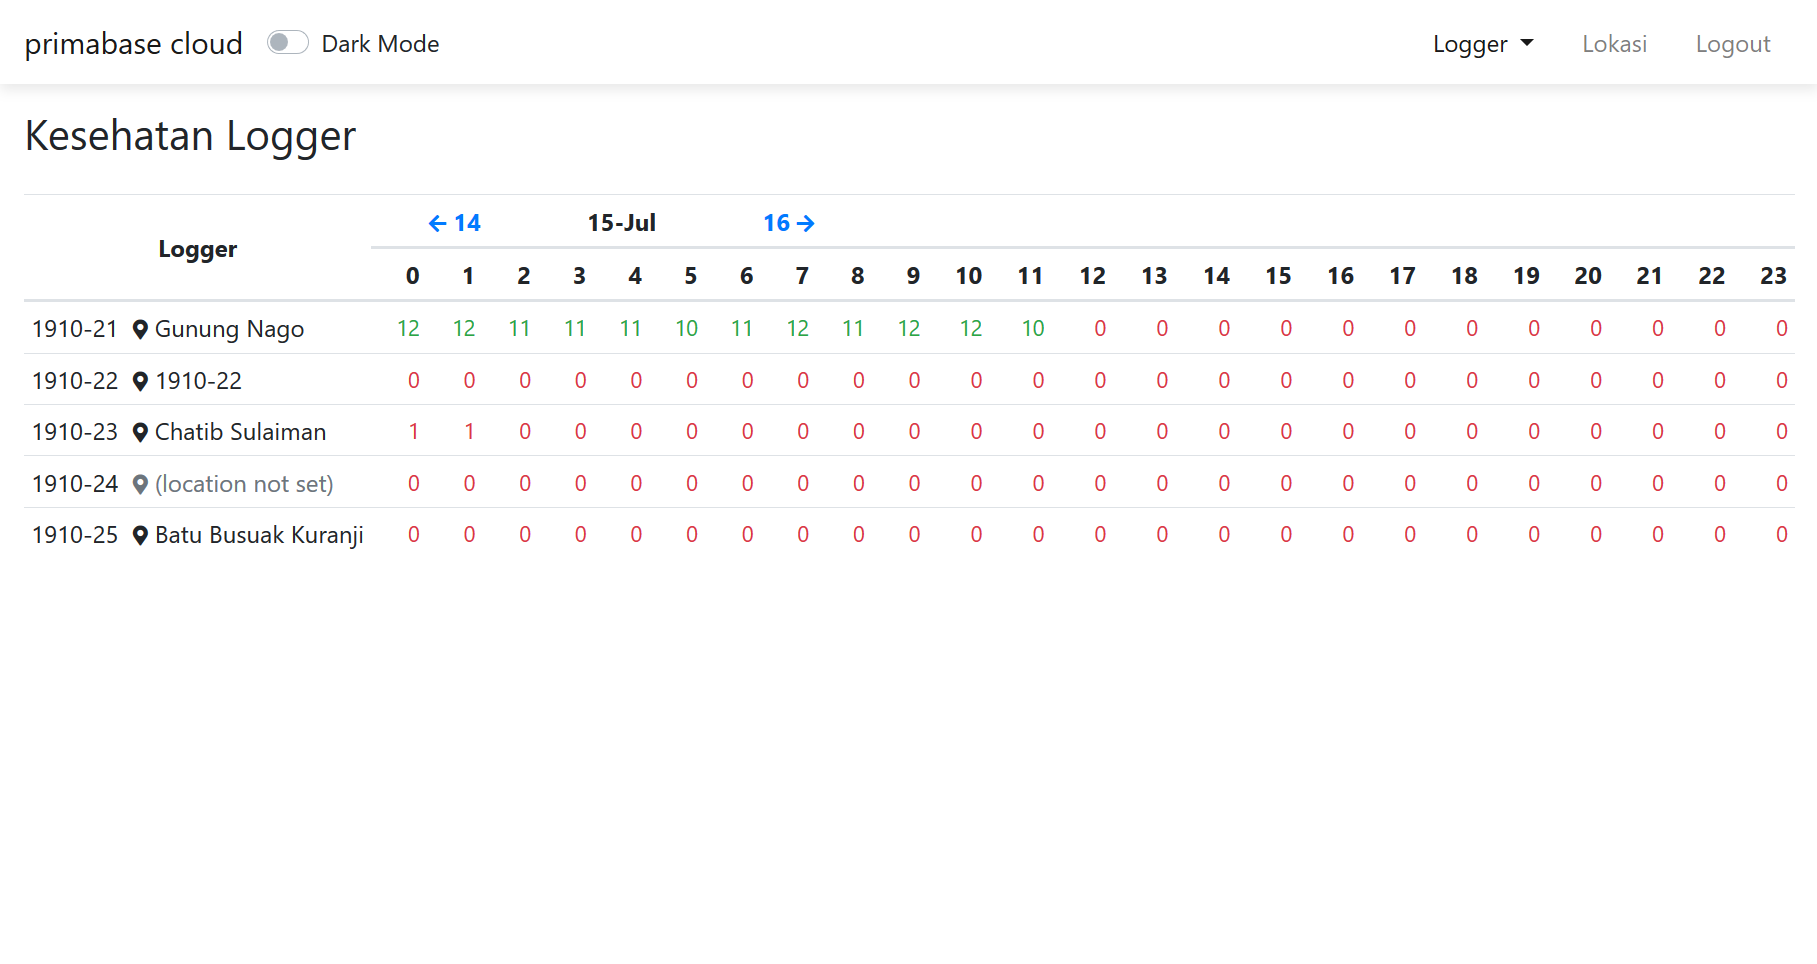 primabase cloud Dark Mode Logger Lokasi Logout
Kesehatan Logger
Logger ← 14 15-Jul 16 →
0 1 2 3 4 5 6 7 8 9 10 11 12 13 14 15 16 17 18 19 20 21 22 23
1910-21 Gunung Nago 12 12 11 11 11 10 11 12 11 12 12 10 0 0 0 0 0 0 0 0 0 0 0 0
1910-22 1910-22 0 0 0 0 0 0 0 0 0 0 0 0 0 0 0 0 0 0 0 0 0 0 0 0
1910-23 Chatib Sulaiman 1 1 0 0 0 0 0 0 0 0 0 0 0 0 0 0 0 0 0 0 0 0 0 0
1910-24 (location not set) 0 0 0 0 0 0 0 0 0 0 0 0 0 0 0 0 0 0 0 0 0 0 0 0
1910-25 Batu Busuak Kuranji 0 0 0 0 0 0 0 0 0 0 0 0 0 0 0 0 0 0 0 0 0 0 0 0